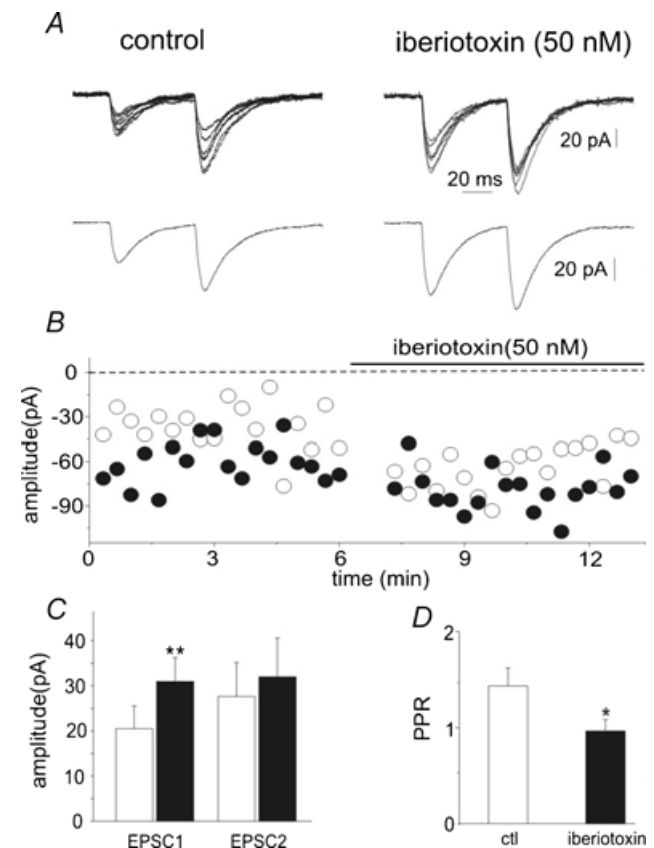 A
control
iberiotoxin (50 nM)
20 pA
20 ms
20 pA
B
iberiotoxin(50 nM)
0
-30
-60
-90
amplitude(pA)
0 3 6 9 12
time (min)
C
40
30
20
10
0
amplitude(pA)
**
EPSC1 EPSC2
D
2
1
0
PPR
*
ctl iberiotoxin